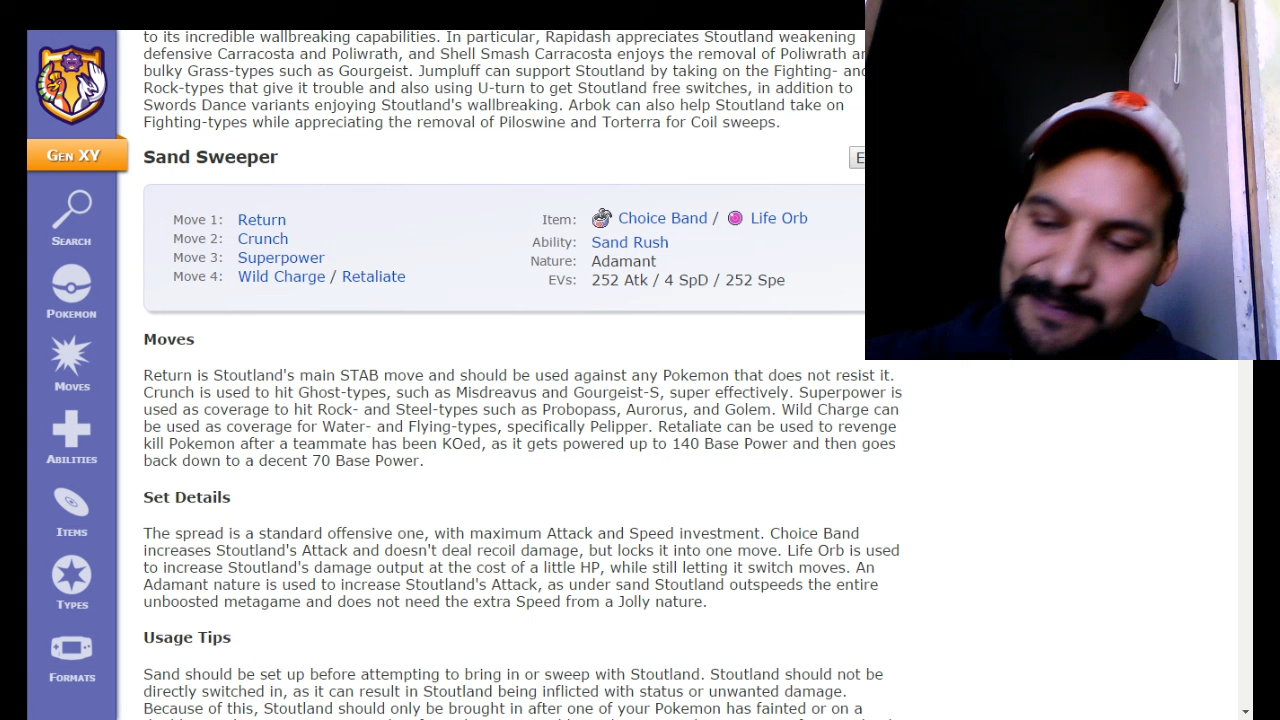 to its incredible wallbreaking capabilities. In particular, Rapidash appreciates Stoutland weakening
defensive Carracosta and Poliwrath, and Shell Smash Carracosta enjoys the removal of Poliwrath
bulky Grass-types such as Gourgeist. Jumpluff can support Stoutland by taking on the Fighting- and
Rock-types that give it trouble and also using U-turn to get Stoutland free switches, in addition to
Swords Dance variants enjoying Stoutland's wallbreaking. Arbok can also help Stoutland take on
Fighting-types while appreciating the removal of Piloswine and Torterra for Coil sweeps.
GEN XY
Sand Sweeper
E
Move 1: Return
Move 2: Crunch
Move 3: Superpower
Move 4: Wild Charge / Retaliate
Item: Choice Band / Life Orb
Ability: Sand Rush
Nature: Adamant
EVs: 252 Atk / 4 SpD / 252 Spe
SEARCH
POKEMON
MOVES
ABILITIES
ITEMS
TYPES
FORMATS
Moves
Return is Stoutland's main STAB move and should be used against any Pokemon that does not resist it.
Crunch is used to hit Ghost-types, such as Misdreavus and Gourgeist-S, super effectively. Superpower is
used as coverage to hit Rock- and Steel-types such as Probopass, Aurorus, and Golem. Wild Charge can
be used as coverage for Water- and Flying-types, specifically Pelipper. Retaliate can be used to revenge
kill Pokemon after a teammate has been KOed, as it gets powered up to 140 Base Power and then goes
back down to a decent 70 Base Power.
Set Details
The spread is a standard offensive one, with maximum Attack and Speed investment. Choice Band
increases Stoutland's Attack and doesn't deal recoil damage, but locks it into one move. Life Orb is used
to increase Stoutland's damage output at the cost of a little HP, while still letting it switch moves. An
Adamant nature is used to increase Stoutland's Attack, as under sand Stoutland outspeeds the entire
unboosted metagame and does not need the extra Speed from a Jolly nature.
Usage Tips
Sand should be set up before attempting to bring in or sweep with Stoutland. Stoutland should not be
directly switched in, as it can result in Stoutland being inflicted with status or unwanted damage.
Because of this, Stoutland should only be brought in after one of your Pokemon has fainted or on a